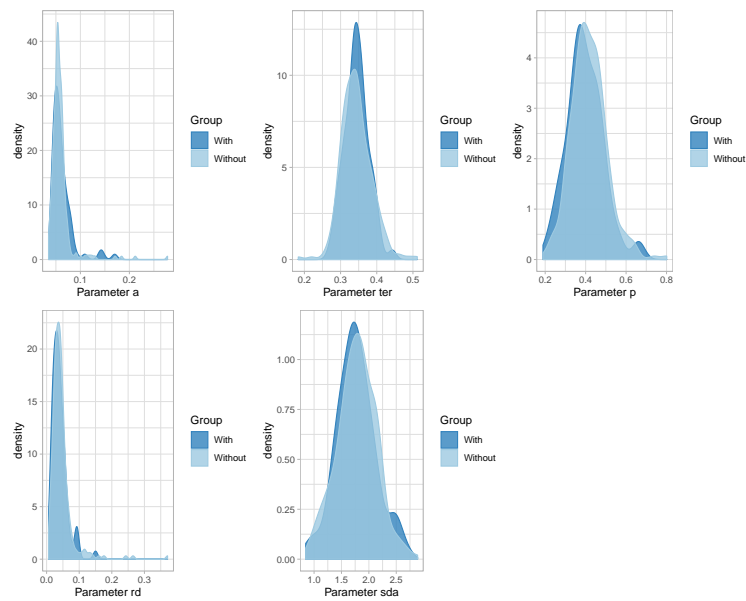 40
30
20
10
0
density
0.1
0.2
Parameter a
Group
With
Without
10
5
0
density
0.2
0.3
0.4
0.5
Parameter ter
Group
With
Without
4
3
2
1
0
density
0.2
0.4
0.6
0.8
Parameter p
Group
With
Without
20
15
10
5
0
density
0.0
0.1
0.2
0.3
Parameter rd
Group
With
Without
1.00
0.75
0.50
0.25
0.00
density
1.0
1.5
2.0
2.5
Parameter sda
Group
With
Without